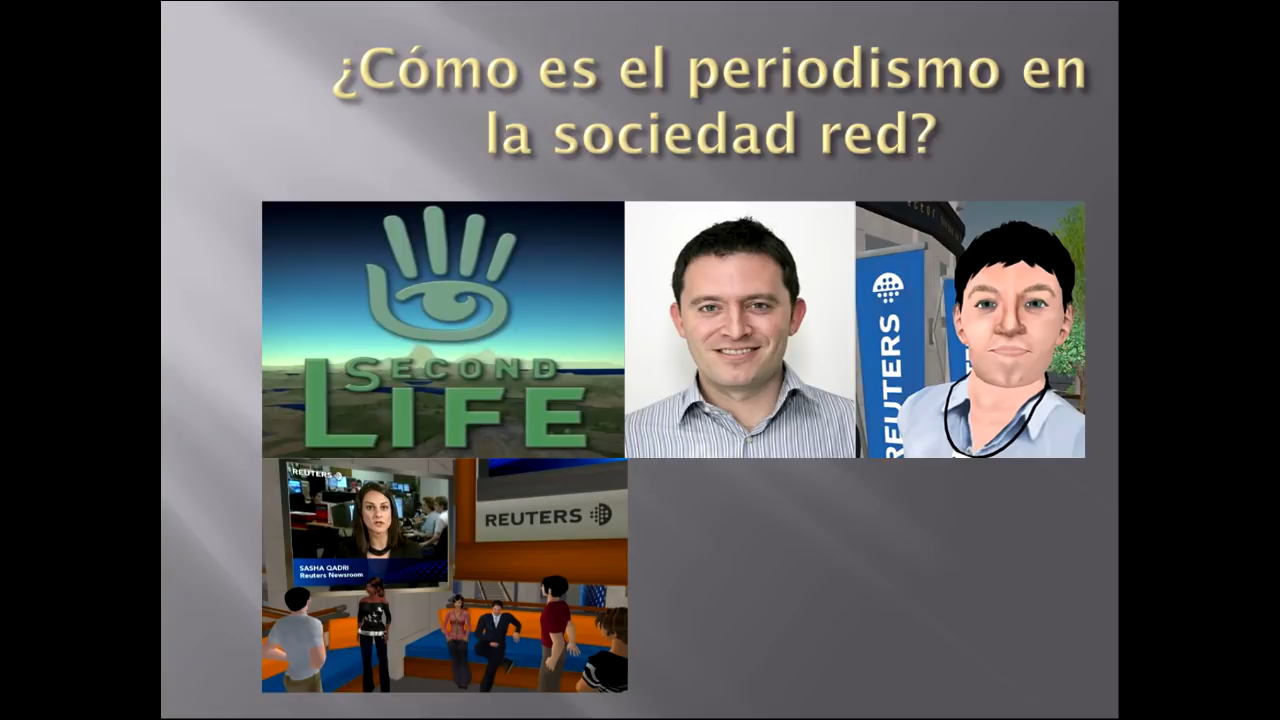 ¿Cómo es el periodismo en
la sociedad red?
SECOND
LIFE
REUTERS
REUTERS
REUTERS
SASHA QADRI
Reuters Newsroom